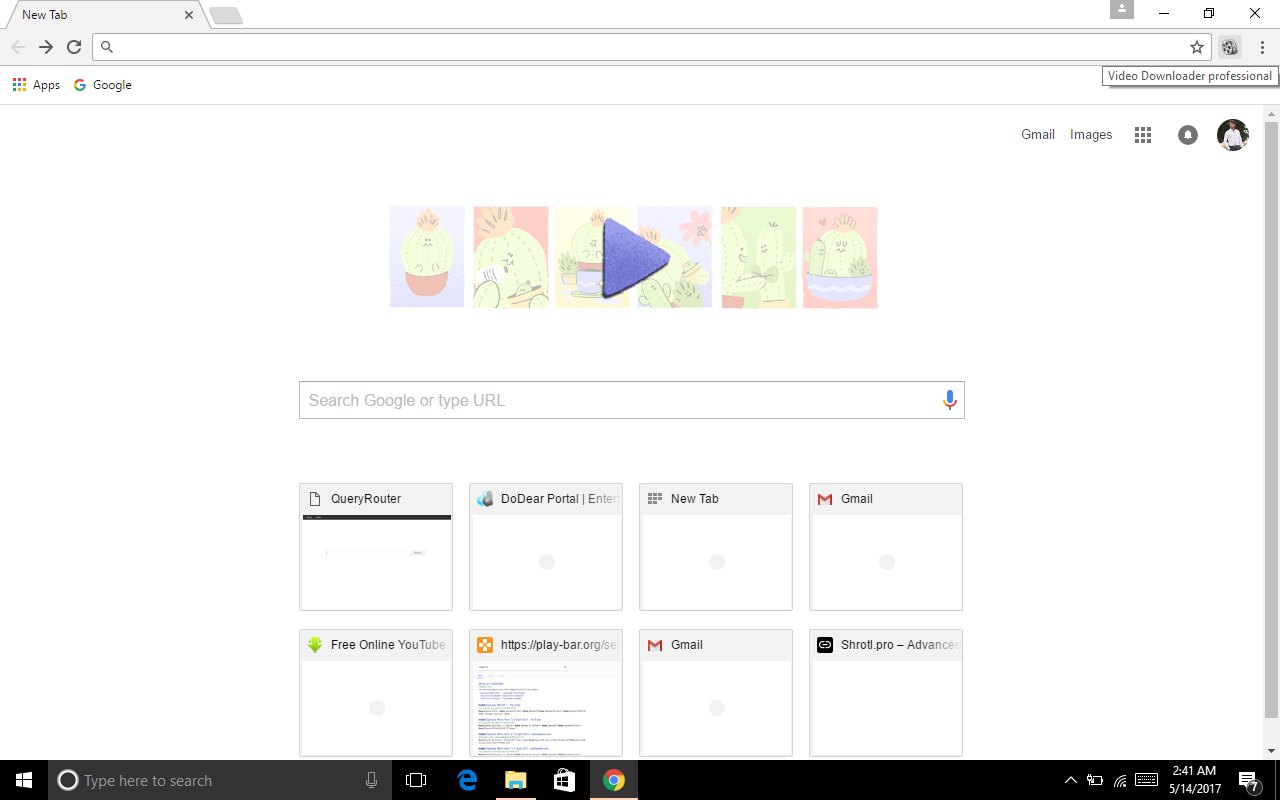 New Tab
Video Downloader professional
Apps
Google
Gmail
Images
Search Google or type URL
QueryRouter
DoDear Portal | Enter
New Tab
Gmail
Free Online YouTube
https://play-bar.org/se
Gmail
Shrotl.pro – Advanced
Type here to search
2:41 AM
5/14/2017
7